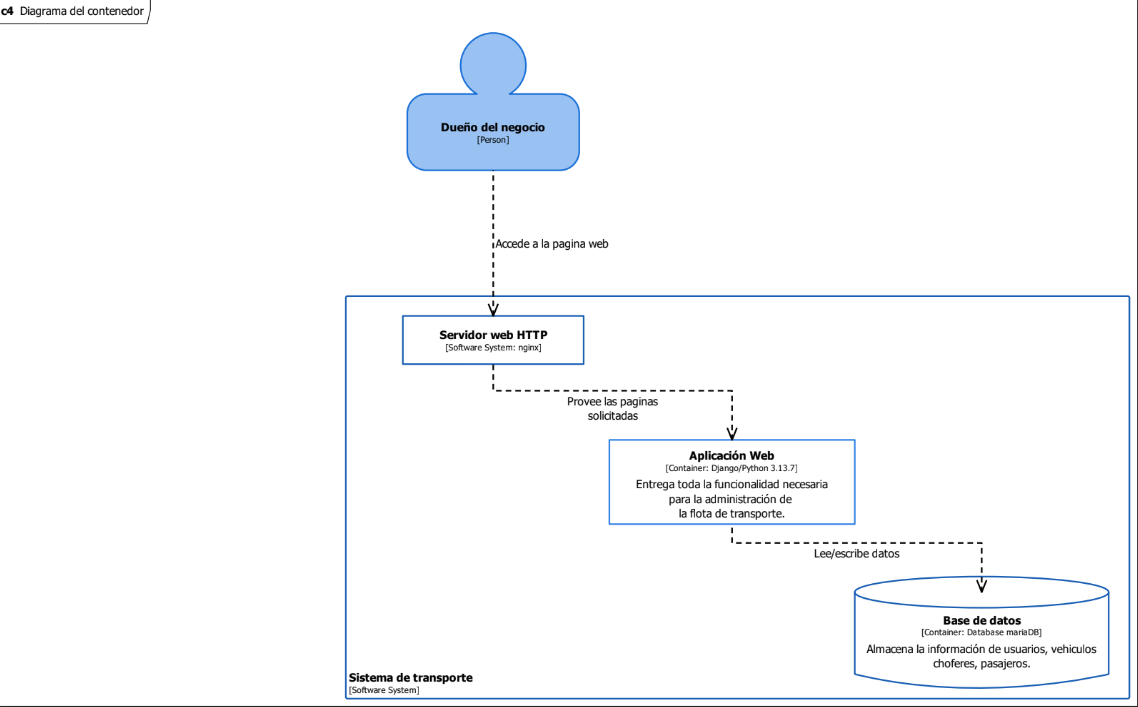 c4 Diagrama del contenedor
Dueño del negocio
[Person]
Accede a la pagina web
Servidor web HTTP
[Software System: nginx]
Provee las paginas
solicitadas
Aplicación Web
[Container: Django/Python 3.13.7]
Entrega toda la funcionalidad necesaria
para la administración de
la flota de transporte.
Lee/escribe datos
Base de datos
[Container: Database mariaDB]
Almacena la información de usuarios, vehiculos
choferes, pasajeros.
Sistema de transporte
[Software System]